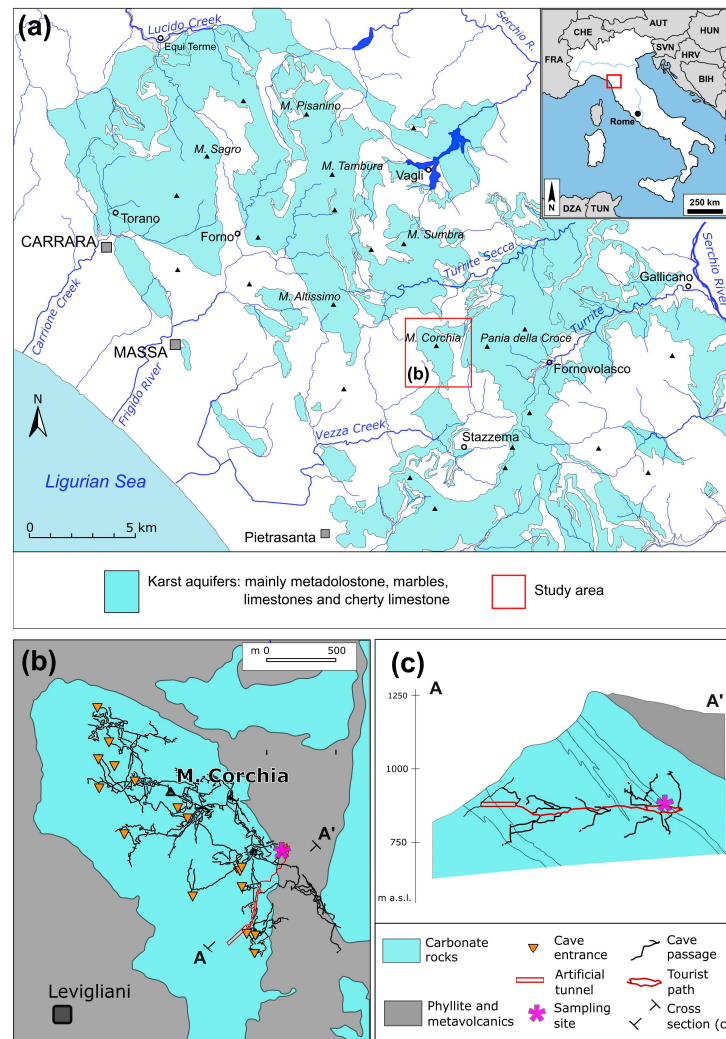 (a)
Lucido Creek
Equi Terme
Serchio R.
M. Pisanino
M. Sagro
M. Tambura
Vagli
Torano
CARRARA
Forno
M. Sumbra
Turrite Secca
Serchio River
Gallicano
M. Altissimo
Carrione Creek
M. Corchia
Pania della Croce
Turrite
MASSA
(b)
Fornovolasco
Frigido River
N
Vezza Creek
Stazzema
Ligurian Sea
0 5 km
Pietrasanta
CHE
AUT
HUN
SVN
HRV
FRA
BIH
Rome
N
DZA
TUN
250 km
Karst aquifers: mainly metadolostone, marbles,
limestones and cherty limestone
Study area
(b)
m 0 500
M. Corchia
A'
A
Levigliani
(c)
1250
A
A'
1000
750
m a.s.l.
Carbonate
rocks
Cave
entrance
Cave
passage
Artificial
tunnel
Tourist
path
Phyllite and
metavolcanics
Sampling
site
Cross
section (c